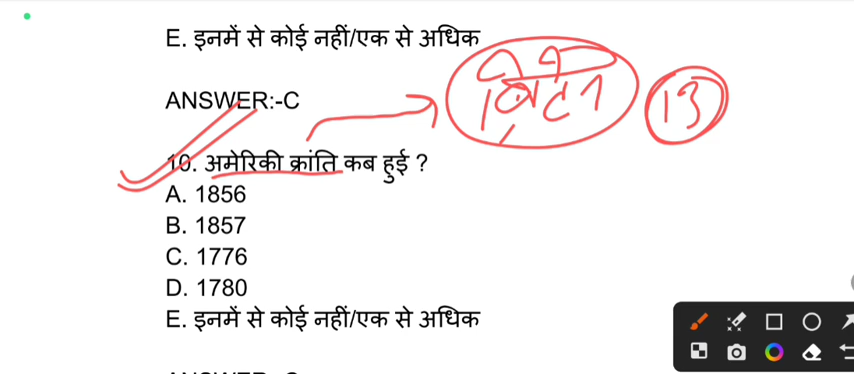 E. इनमें से कोई नहीं/एक से अधिक
ब्रिटेन
13
ANSWER:-C
10. अमेरिकी क्रांति कब हुई ?
A. 1856
B. 1857
C. 1776
D. 1780
E. इनमें से कोई नहीं/एक से अधिक